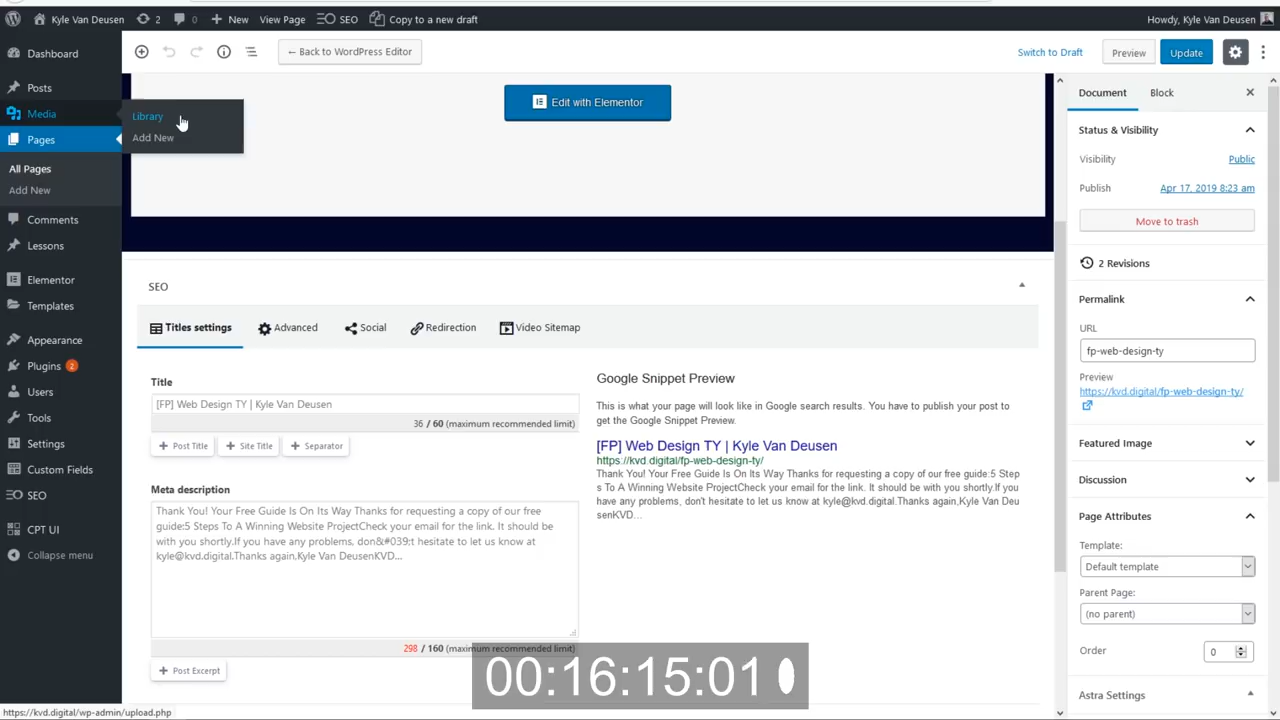 Kyle Van Deusen 2 0 New View Page SEO Copy to a new draft Howdy, Kyle Van Deusen
Dashboard
Posts
Media
Library
Add New
Pages
All Pages
Add New
Comments
Lessons
Elementor
Templates
Appearance
Plugins 2
Users
Tools
Settings
Custom Fields
SEO
CPT UI
Collapse menu
← Back to WordPress Editor
Switch to Draft Preview Update
Edit with Elementor
SEO
Titles settings Advanced Social Redirection Video Sitemap
Title
[FP] Web Design TY | Kyle Van Deusen
36 / 60 (maximum recommended limit)
+ Post Title + Site Title + Separator
Meta description
Thank You! Your Free Guide Is On Its Way Thanks for requesting a copy of our free
guide:5 Steps To A Winning Website ProjectCheck your email for the link. It should be
with you shortly.If you have any problems, don&#039;t hesitate to let us know at
kyle@kvd.digital.Thanks again,Kyle Van DeusenKVD...
298 / 160 (maximum recommended limit)
+ Post Excerpt
Google Snippet Preview
This is what your page will look like in Google search results. You have to publish your post to
get the Google Snippet Preview.
[FP] Web Design TY | Kyle Van Deusen
https://kvd.digital/fp-web-design-ty/
Thank You! Your Free Guide Is On Its Way Thanks for requesting a copy of our free guide:5 Step
s To A Winning Website ProjectCheck your email for the link. It should be with you shortly.If you
have any problems, don't hesitate to let us know at kyle@kvd.digital.Thanks again,Kyle Van Deu
senKVD...
Document Block
Status & Visibility
Visibility Public
Publish Apr 17, 2019 8:23 am
Move to trash
2 Revisions
Permalink
URL
fp-web-design-ty
Preview
https://kvd.digital/fp-web-design-ty/
Featured Image
Discussion
Page Attributes
Template:
Default template
Parent Page:
(no parent)
Order 0
Astra Settings
00:16:15:01
https://kvd.digital/wp-admin/upload.php